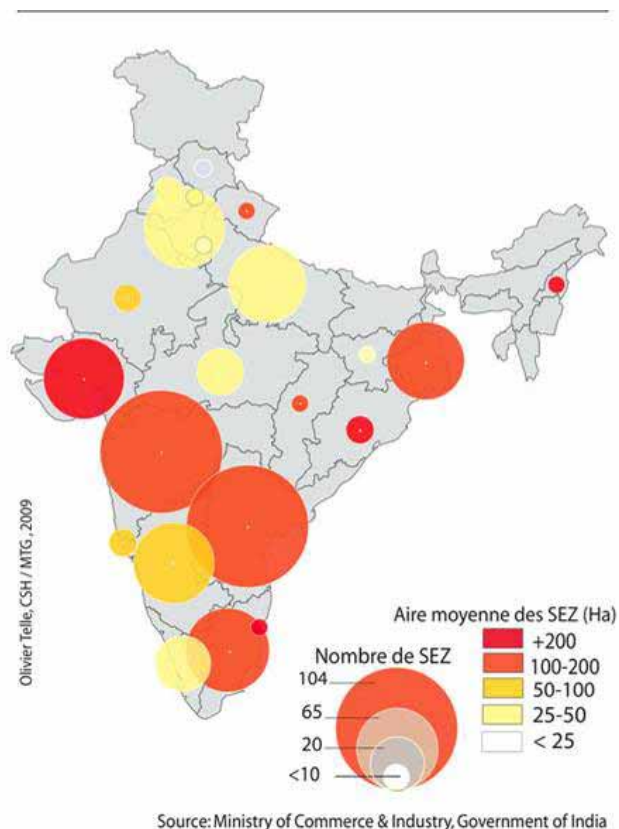 Olivier Telle, CSH / MTG, 2009
Aire moyenne des SEZ (Ha)
+200
100-200
50-100
25-50
< 25
Nombre de SEZ
104
65
20
<10
Source: Ministry of Commerce & Industry, Government of India